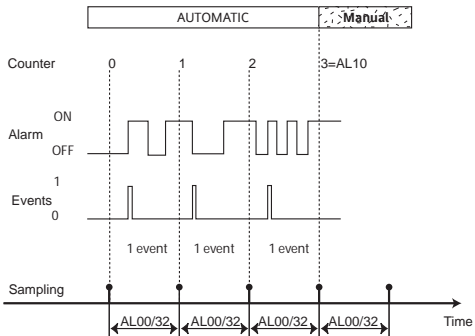 AUTOMATIC Manual
Counter 0 1 2 3=AL10
ON
Alarm
OFF
1
Events
0
1 event 1 event 1 event
Sampling
AL00/32 AL00/32 AL00/32 AL00/32 Time